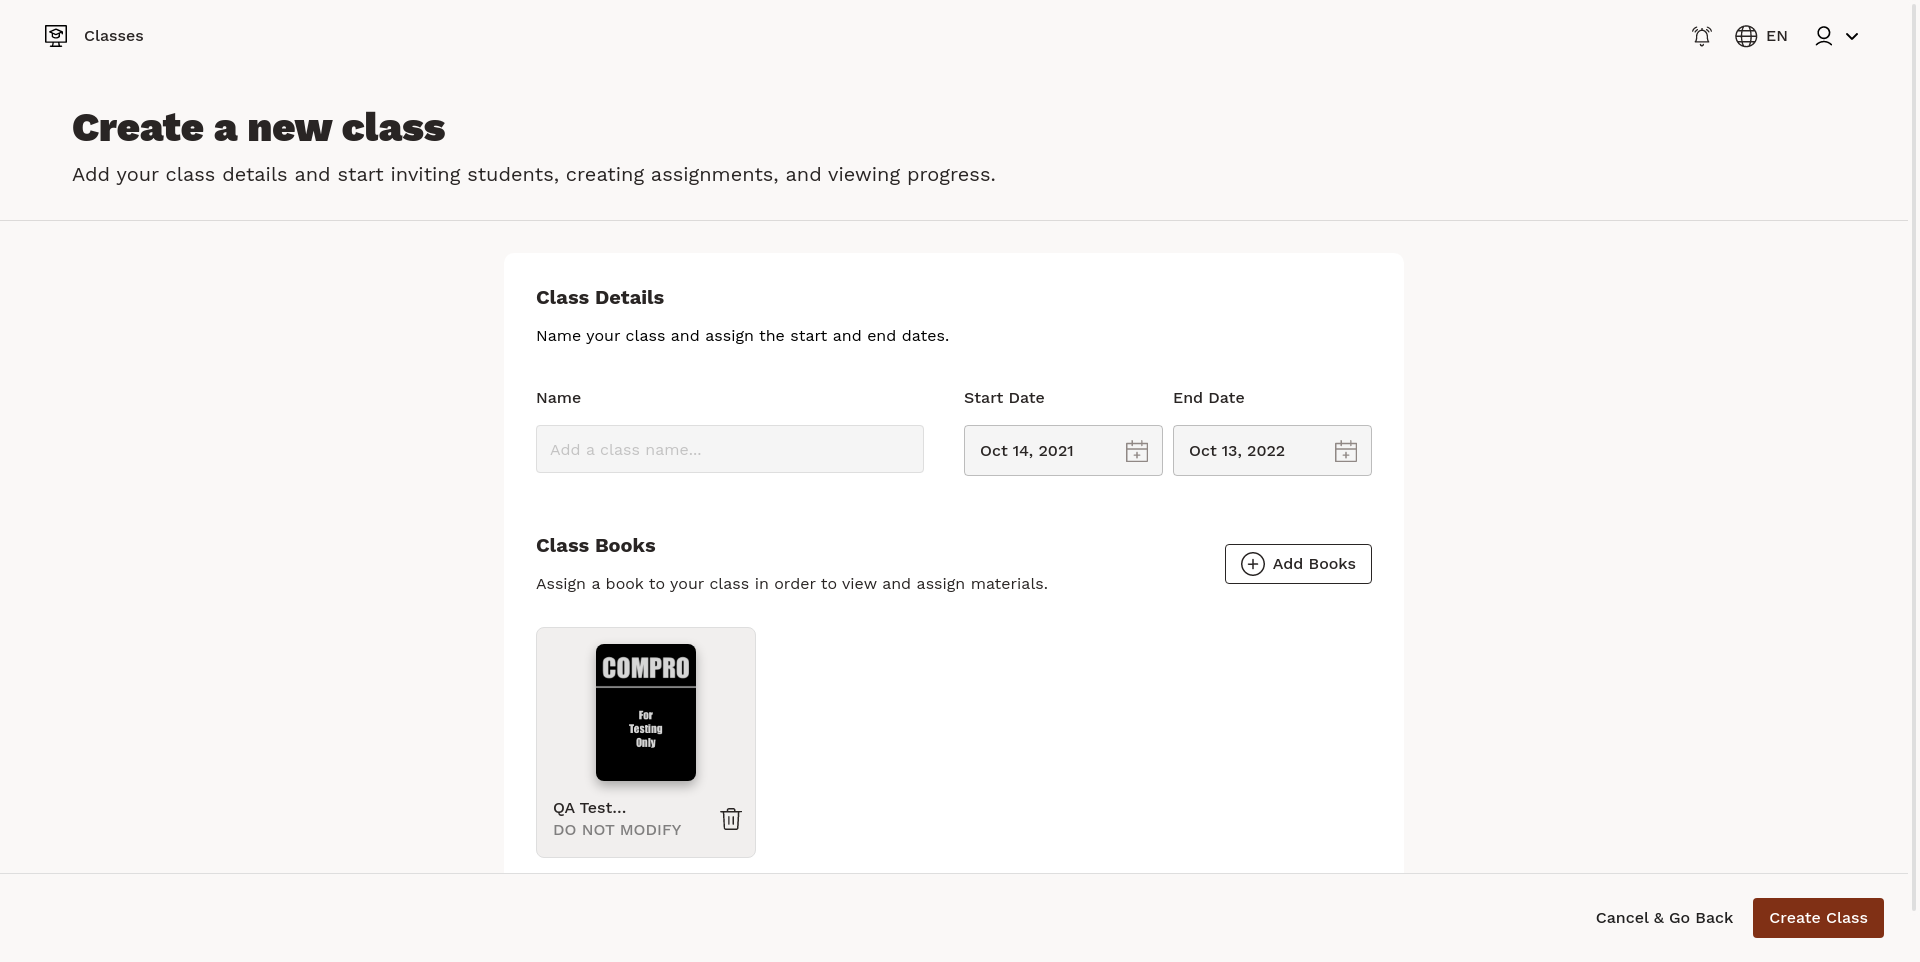 Classes
EN
Create a new class
Add your class details and start inviting students, creating assignments, and viewing progress.
Class Details
Name your class and assign the start and end dates.
Name
Start Date
End Date
Add a class name...
Oct 14, 2021
Oct 13, 2022
Class Books
Add Books
Assign a book to your class in order to view and assign materials.
COMPRO
For
Testing
Only
QA Test...
DO NOT MODIFY
Cancel & Go Back
Create Class